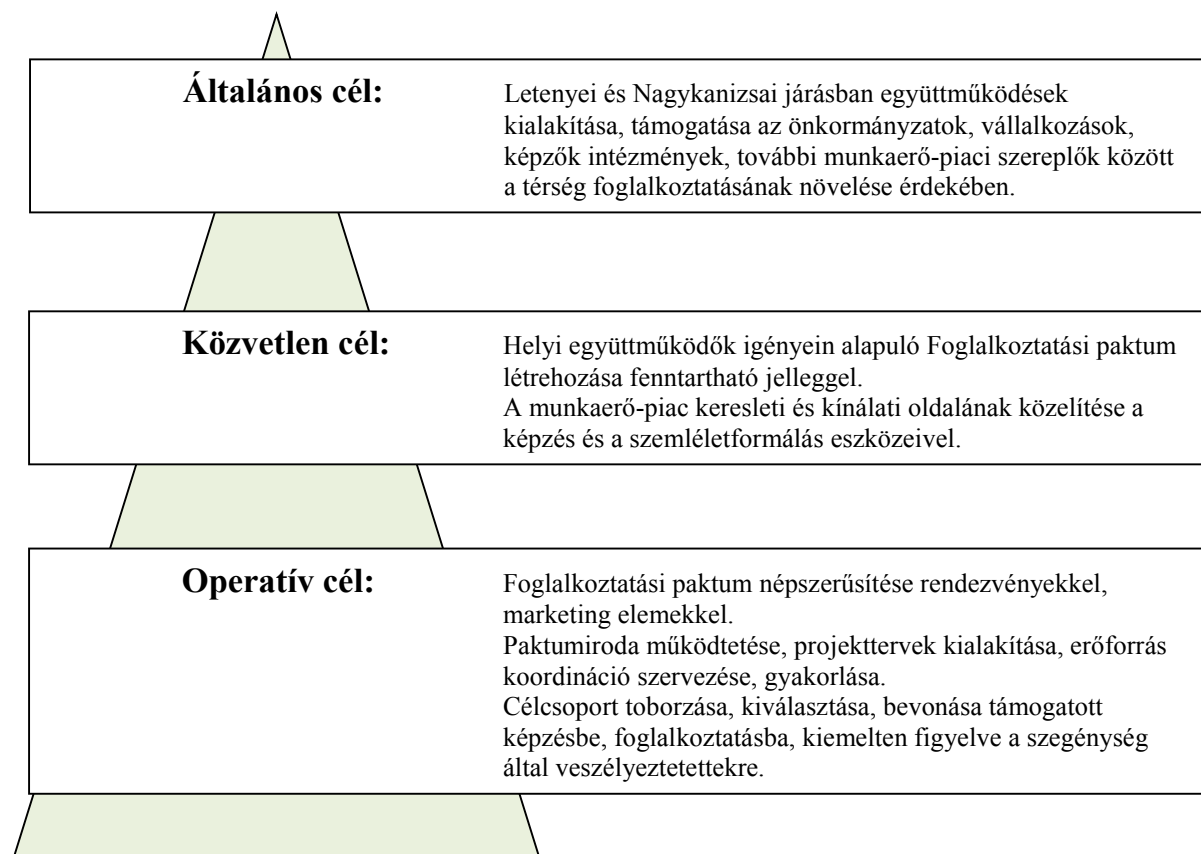 Általános cél:
Letenyei és Nagykanizsai járásban együttműködések
kialakítása, támogatása az önkormányzatok, vállalkozások,
képzők intézmények, további munkaerő-piaci szereplők között
a térség foglalkoztatásának növelése érdekében.
Közvetlen cél:
Helyi együttműködők igényein alapuló Foglalkoztatási paktum
létrehozása fenntartható jelleggel.
A munkaerő-piac keresleti és kínálati oldalának közelítése a
képzés és a szemléletformálás eszközeivel.
Operatív cél:
Foglalkoztatási paktum népszerűsítése rendezvényekkel,
marketing elemekkel.
Paktumiroda működtetése, projekttervek kialakítása, erőforrás
koordináció szervezése, gyakorlása.
Célcsoport toborzása, kiválasztása, bevonása támogatott
képzésbe, foglalkoztatásba, kiemelten figyelve a szegénység
által veszélyeztetettekre.